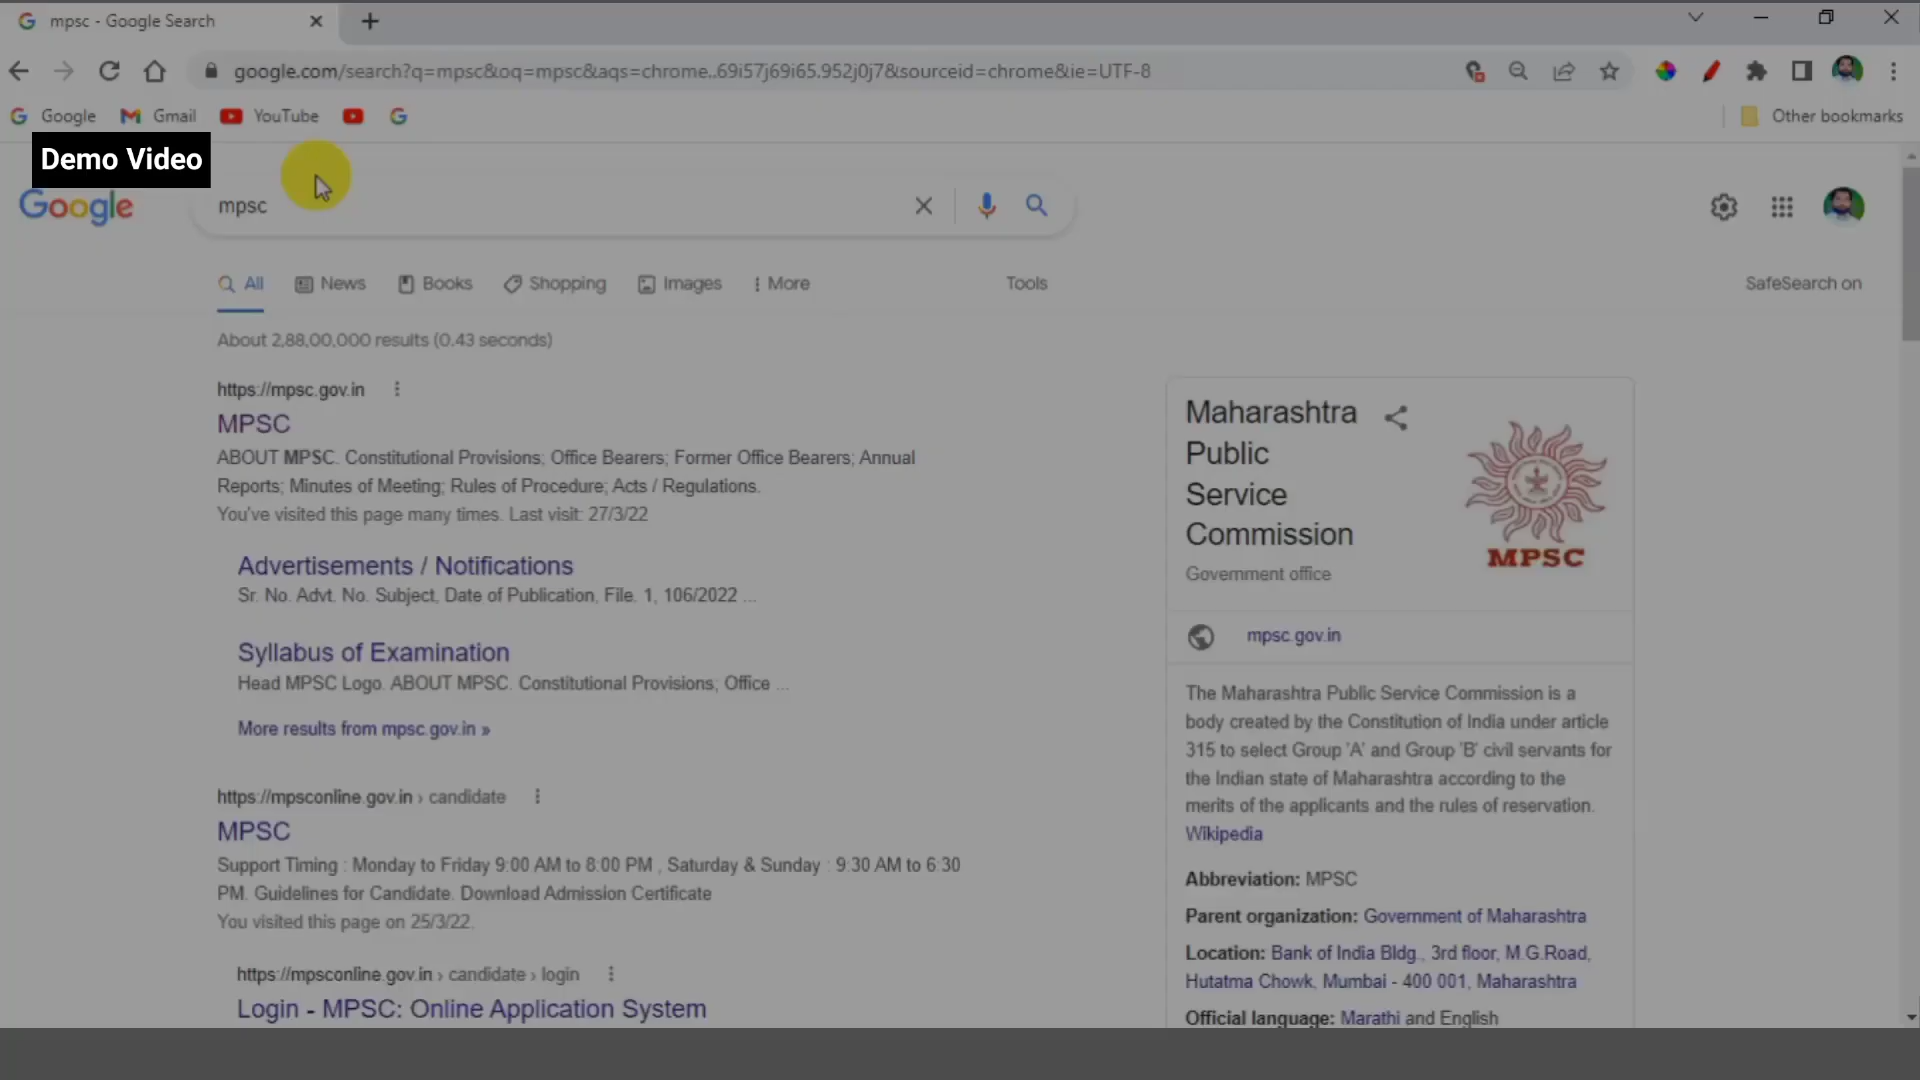 mpsc - Google Search
google.com/search?q=mpsc&oq=mpsc&aqs=chrome..69i57j69i65.952j0j7&sourceid=chrome&ie=UTF-8
Google Gmail YouTube Other bookmarks
Demo Video
Google
mpsc
All News Books Shopping Images More Tools SafeSearch on
About 2,88,00,000 results (0.43 seconds)
https://mpsc.gov.in
MPSC
ABOUT MPSC. Constitutional Provisions; Office Bearers; Former Office Bearers; Annual
Reports; Minutes of Meeting; Rules of Procedure; Acts / Regulations.
You've visited this page many times. Last visit: 27/3/22
Advertisements / Notifications
Sr. No. Advt. No. Subject, Date of Publication, File. 1, 106/2022 ...
Syllabus of Examination
Head MPSC Logo. ABOUT MPSC. Constitutional Provisions; Office ...
More results from mpsc.gov.in »
https://mpsconline.gov.in › candidate
MPSC
Support Timing : Monday to Friday 9:00 AM to 8:00 PM , Saturday & Sunday : 9:30 AM to 6:30
PM. Guidelines for Candidate. Download Admission Certificate
You visited this page on 25/3/22.
https://mpsconline.gov.in › candidate › login
Login - MPSC: Online Application System
Maharashtra
Public
Service
Commission
Government office
MPSC
mpsc.gov.in
The Maharashtra Public Service Commission is a
body created by the Constitution of India under article
315 to select Group 'A' and Group 'B' civil servants for
the Indian state of Maharashtra according to the
merits of the applicants and the rules of reservation.
Wikipedia
Abbreviation: MPSC
Parent organization: Government of Maharashtra
Location: Bank of India Bldg., 3rd floor, M.G.Road,
Hutatma Chowk, Mumbai - 400 001, Maharashtra
Official language: Marathi and English